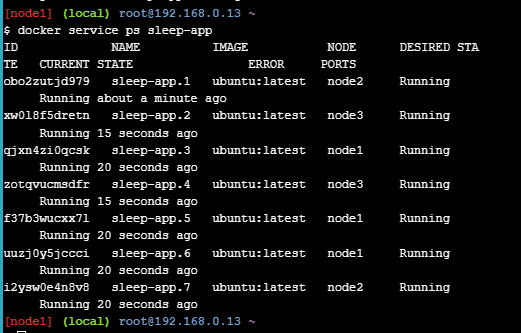 [node1] (local) root@192.168.0.13 ~
$ docker service ps sleep-app
ID NAME IMAGE NODE DESIRED STA
TE CURRENT STATE ERROR PORTS
obo2zutjd979 sleep-app.1 ubuntu:latest node2 Running
Running about a minute ago
xw0l8f5dretn sleep-app.2 ubuntu:latest node3 Running
Running 15 seconds ago
qjxn4zi0qcsk sleep-app.3 ubuntu:latest node1 Running
Running 20 seconds ago
zotqvucmsdfr sleep-app.4 ubuntu:latest node3 Running
Running 15 seconds ago
f37b3wucxx7l sleep-app.5 ubuntu:latest node1 Running
Running 20 seconds ago
uuzj0y5jccci sleep-app.6 ubuntu:latest node1 Running
Running 20 seconds ago
i2ysw0e4n8v8 sleep-app.7 ubuntu:latest node2 Running
Running 20 seconds ago
[node1] (local) root@192.168.0.13 ~